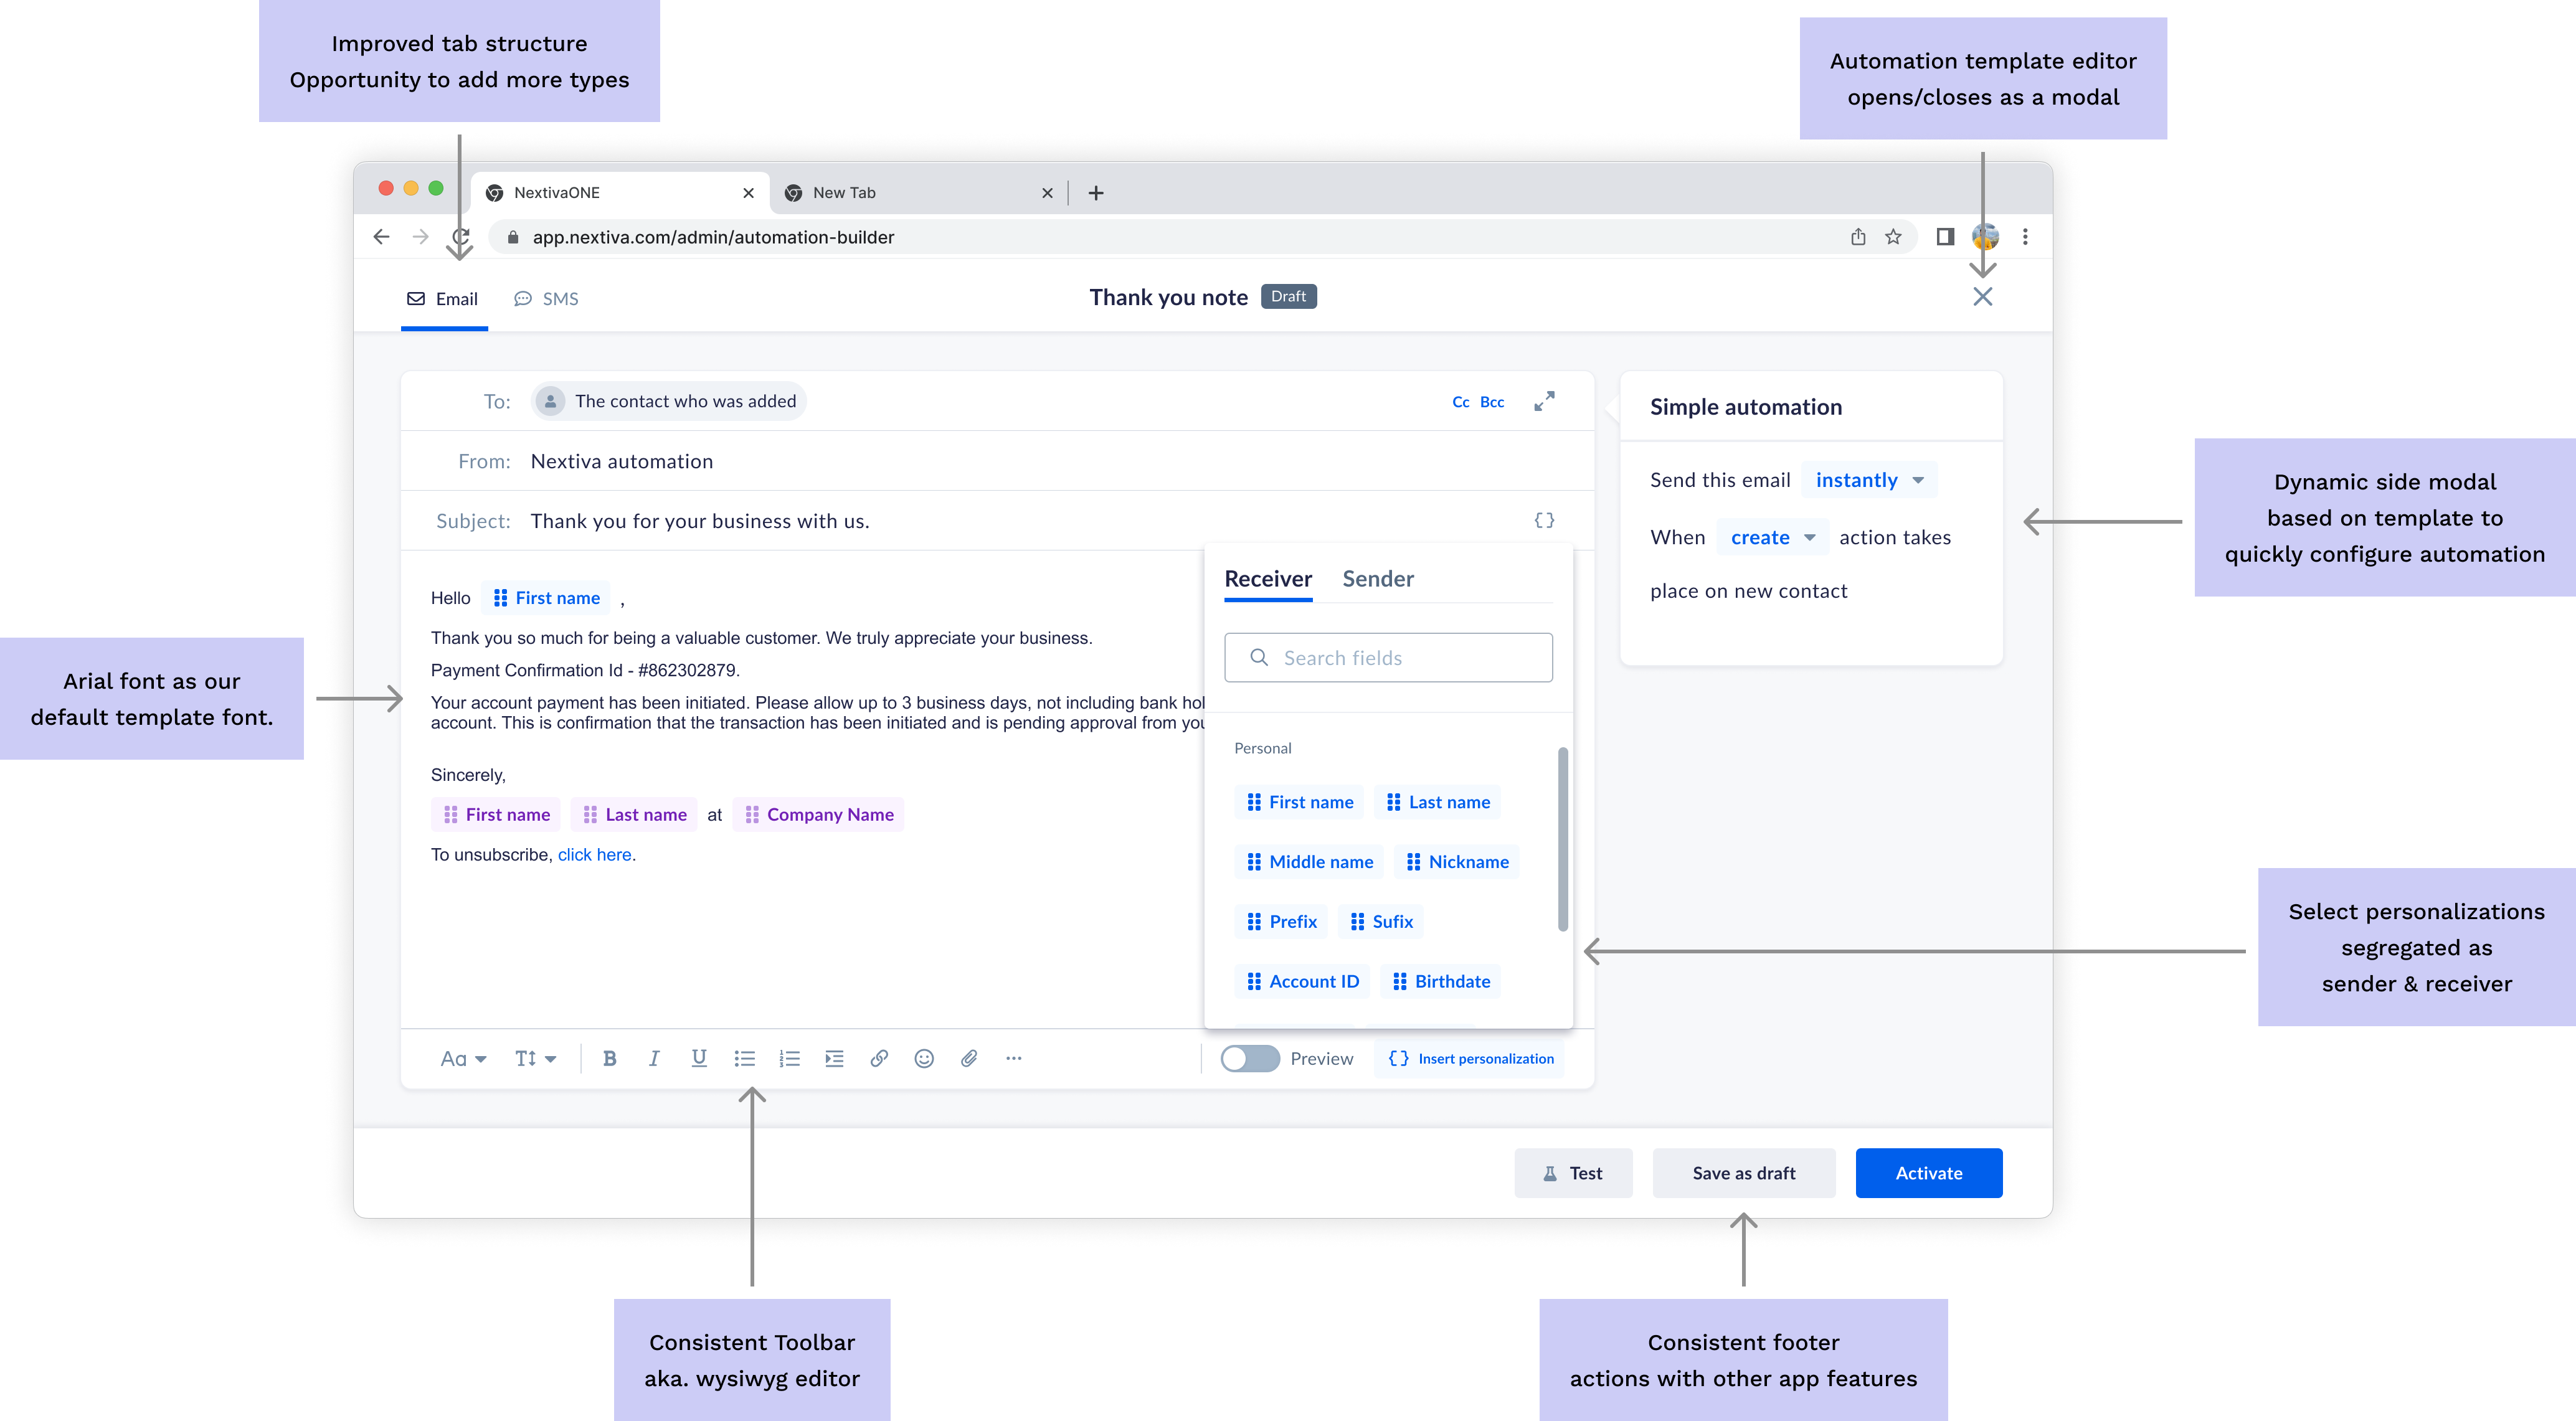 Improved tab structure
Opportunity to add more types
Automation template editor
opens/closes as a modal
NextivaONE
New Tab
app.nextiva.com/admin/automation-builder
Email
SMS
Thank you note
Draft
To:
The contact who was added
Cc
Bcc
From:
Nextiva automation
Subject:
Thank you for your business with us.
{}
Simple automation
Send this email instantly
When create action takes
place on new contact
Dynamic side modal
based on template to
quickly configure automation
Arial font as our
default template font.
Hello First name ,
Thank you so much for being a valuable customer. We truly appreciate your business.
Payment Confirmation Id - #862302879.
Your account payment has been initiated. Please allow up to 3 business days, not including bank hol
account. This is confirmation that the transaction has been initiated and is pending approval from you
Sincerely,
First name Last name at Company Name
To unsubscribe, click here.
Receiver
Sender
Search fields
Personal
First name
Last name
Middle name
Nickname
Prefix
Sufix
Account ID
Birthdate
Select personalizations
segregated as
sender & receiver
Aa
T
B
I
U
Preview
{} Insert personalization
Test
Save as draft
Activate
Consistent Toolbar
aka. wysiwyg editor
Consistent footer
actions with other app features